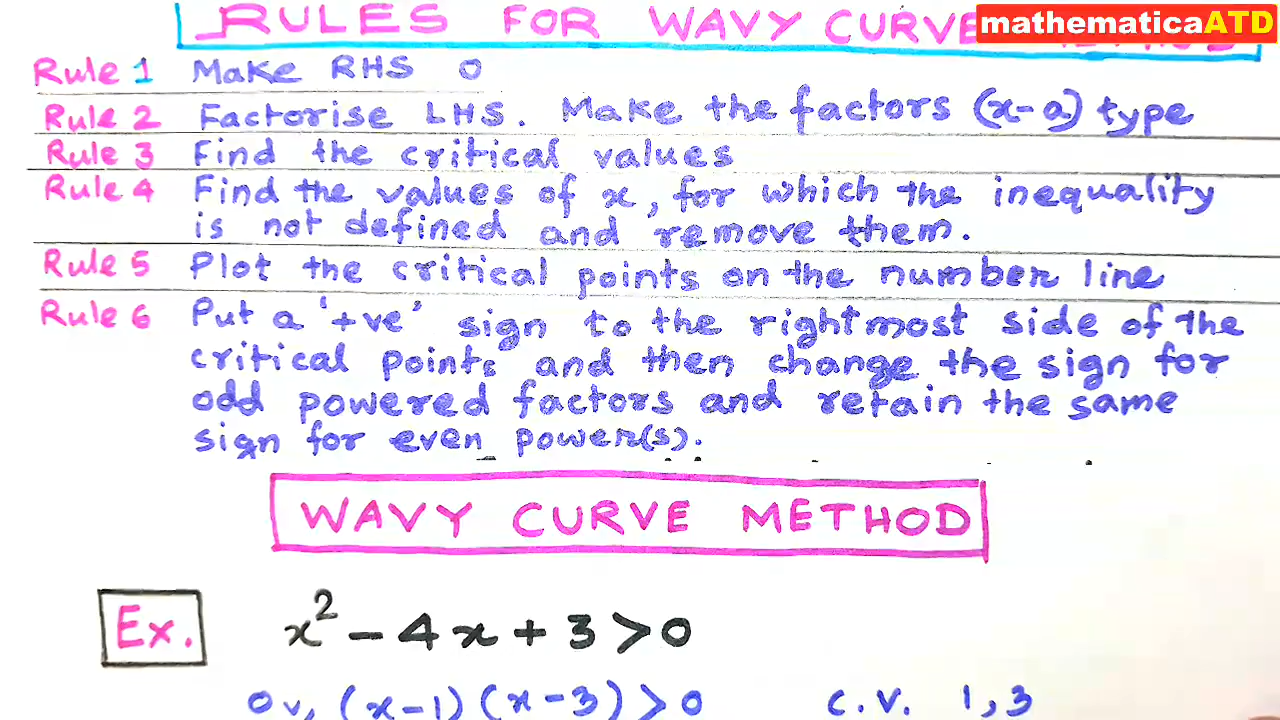 RULES FOR WAVY CURVE
mathematicaATD
Rule 1 Make RHS 0
Rule 2 Factorise LHS. Make the factors (x-a) type
Rule 3 Find the critical values
Rule 4 Find the values of x, for which the inequality
is not defined and remove them.
Rule 5 Plot the critical points on the number line
Rule 6 Put a '+ve' sign to the rightmost side of the
critical points and then change the sign for
odd powered factors and retain the same
sign for even power(s).
WAVY CURVE METHOD
Ex. x² - 4x + 3 > 0
or, (x-1) (x-3) > 0 C.V. 1, 3